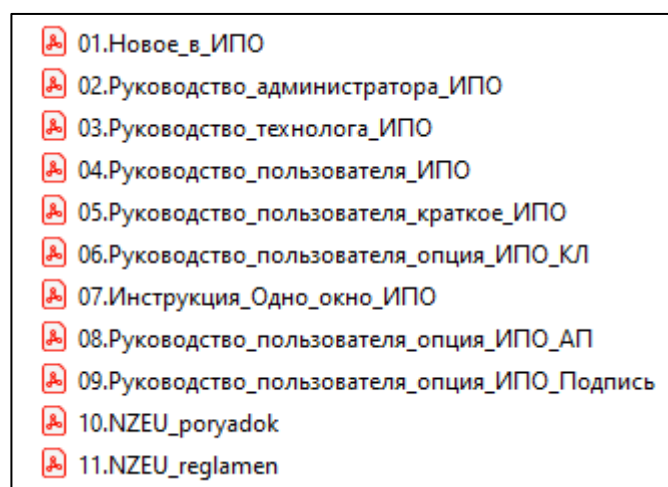 01.Новое_в_ИПО
02.Руководство_администратора_ИПО
03.Руководство_технолога_ИПО
04.Руководство_пользователя_ИПО
05.Руководство_пользователя_краткое_ИПО
06.Руководство_пользователя_опция_ИПО_КЛ
07.Инструкция_Одно_окно_ИПО
08.Руководство_пользователя_опция_ИПО_АП
09.Руководство_пользователя_опция_ИПО_Подпись
10.NZEU_poryadok
11.NZEU_reglamen